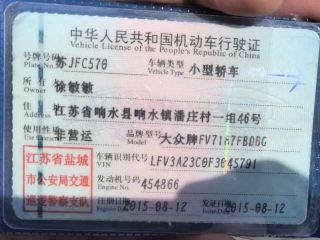 中华人民共和国机动车行驶证
Vehicle License of the People's Republic of China
号牌号码 苏JFC570 车辆类型 小型轿车
Plate No. Vehicle Type
所有人 徐敏敏
Owner
住址 江苏省响水县响水镇潘庄村一组46号
Address
使用性质 非营运 品牌型号 大众牌FV7187FBDBG
江苏省盐城
市公安局交通
巡逻警察支队
车辆识别代号 LFV3A23C0F3045791
VIN
发动机号码 454866
Engine No.
注册日期 2015-08-12 发证日期 2015-08-12
Register Date Issue Date